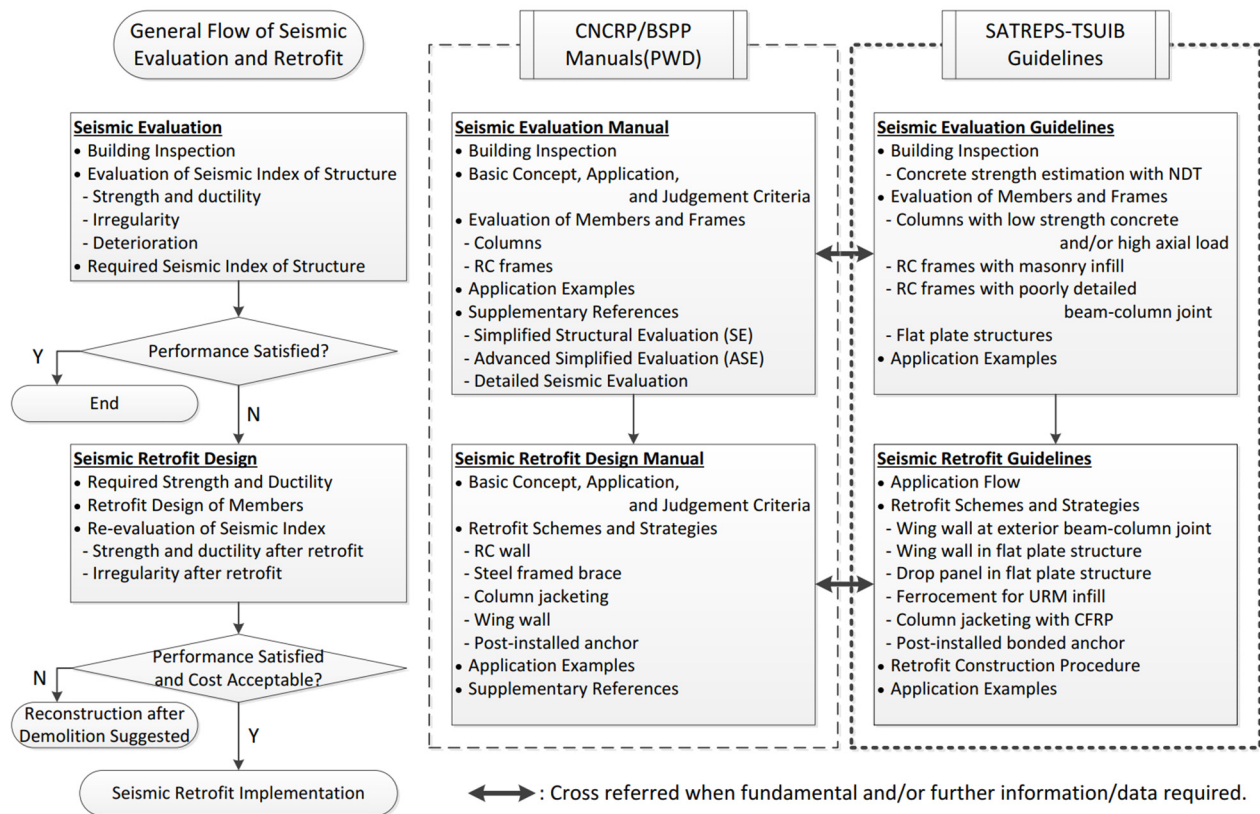 General Flow of Seismic
Evaluation and Retrofit
Seismic Evaluation
• Building Inspection
• Evaluation of Seismic Index of Structure
- Strength and ductility
- Irregularity
- Deterioration
• Required Seismic Index of Structure
Performance Satisfied?
Y
End
N
Seismic Retrofit Design
• Required Strength and Ductility
• Retrofit Design of Members
• Re-evaluation of Seismic Index
- Strength and ductility after retrofit
- Irregularity after retrofit
Performance Satisfied
and Cost Acceptable?
N
Reconstruction after
Demolition Suggested
Y
Seismic Retrofit Implementation
CNCRP/BSPP
Manuals(PWD)
Seismic Evaluation Manual
• Building Inspection
• Basic Concept, Application,
and Judgement Criteria
• Evaluation of Members and Frames
- Columns
- RC frames
• Application Examples
• Supplementary References
- Simplified Structural Evaluation (SE)
- Advanced Simplified Evaluation (ASE)
- Detailed Seismic Evaluation
Seismic Retrofit Design Manual
• Basic Concept, Application,
and Judgement Criteria
• Retrofit Schemes and Strategies
- RC wall
- Steel framed brace
- Column jacketing
- Wing wall
- Post-installed anchor
• Application Examples
• Supplementary References
SATREPS-TSUIB
Guidelines
Seismic Evaluation Guidelines
• Building Inspection
- Concrete strength estimation with NDT
• Evaluation of Members and Frames
- Columns with low strength concrete
and/or high axial load
- RC frames with masonry infill
- RC frames with poorly detailed
beam-column joint
- Flat plate structures
• Application Examples
Seismic Retrofit Guidelines
• Application Flow
• Retrofit Schemes and Strategies
- Wing wall at exterior beam-column joint
- Wing wall in flat plate structure
- Drop panel in flat plate structure
- Ferrocement for URM infill
- Column jacketing with CFRP
- Post-installed bonded anchor
• Retrofit Construction Procedure
• Application Examples
: Cross referred when fundamental and/or further information/data required.